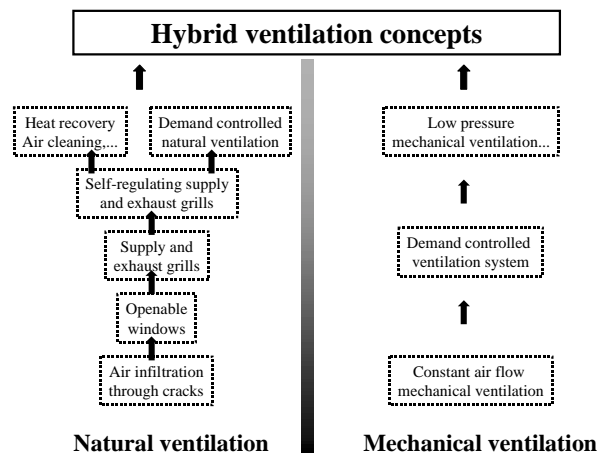 Hybrid ventilation concepts
Heat recovery
Air cleaning,...
Demand controlled
natural ventilation
Self-regulating supply
and exhaust grills
Supply and
exhaust grills
Openable
windows
Air infiltration
through cracks
Natural ventilation
Low pressure
mechanical ventilation...
Demand controlled
ventilation system
Constant air flow
mechanical ventilation
Mechanical ventilation